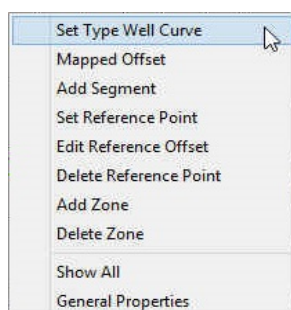 Set Type Well Curve
Mapped Offset
Add Segment
Set Reference Point
Edit Reference Offset
Delete Reference Point
Add Zone
Delete Zone
Show All
General Properties